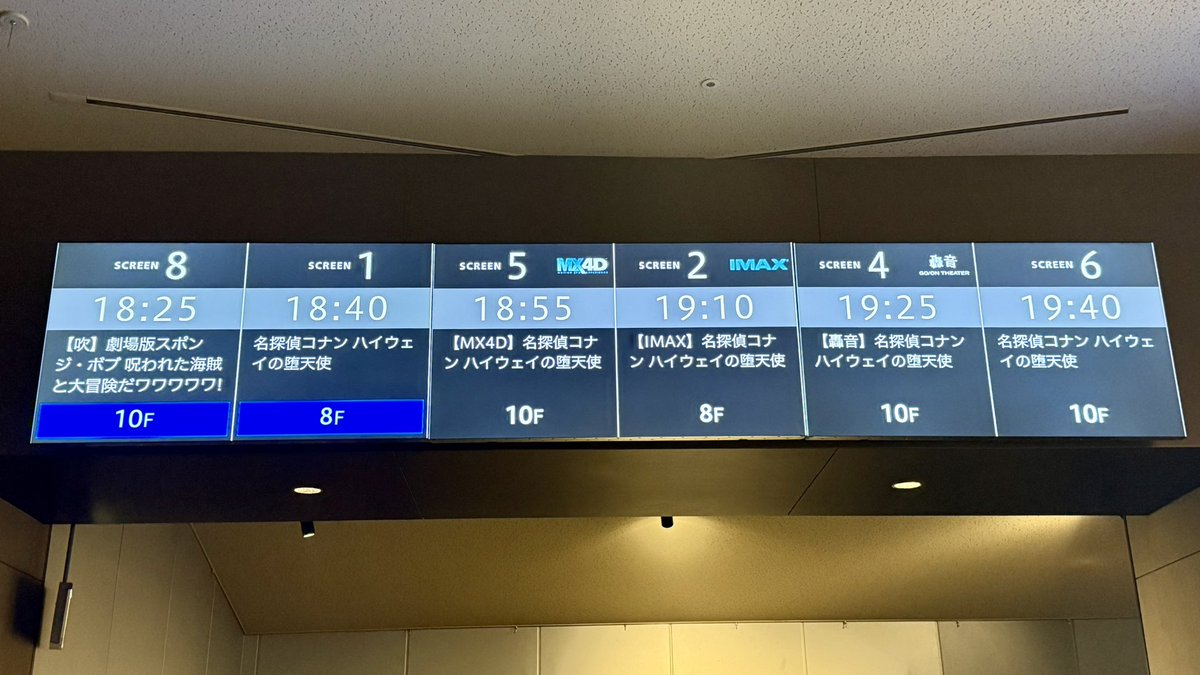 SCREEN 8
18:25
【吹】劇場版スポン
ジ・ボブ 呪われた海賊
と大冒険だワワワワワ!
10F
SCREEN 1
18:40
名探偵コナン ハイウェ
イの堕天使
8F
SCREEN 5 MX4D
18:55
【MX4D】名探偵コナ
ン ハイウェイの堕天使
10F
SCREEN 2 IMAX
19:10
【IMAX】名探偵コナ
ン ハイウェイの堕天使
8F
SCREEN 4 轟音
GO/ON THEATER
19:25
【轟音】名探偵コナン
ハイウェイの堕天使
10F
SCREEN 6
19:40
名探偵コナン ハイウェ
イの堕天使
10F